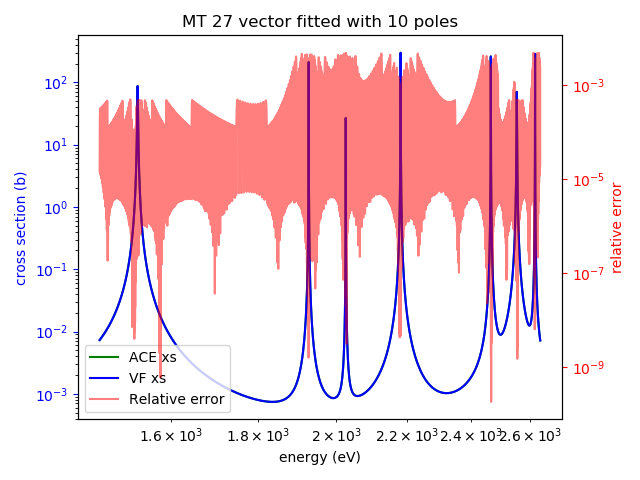 MT 27 vector fitted with 10 poles
10²
10¹
10⁰
10⁻¹
10⁻²
10⁻³
cross section (b)
10⁻³
10⁻⁵
10⁻⁷
10⁻⁹
relative error
ACE xs
VF xs
Relative error
1.6 × 10³ 1.8 × 10³ 2 × 10³ 2.2 × 10³ 2.4 × 10³ 2.6 × 10³
energy (eV)